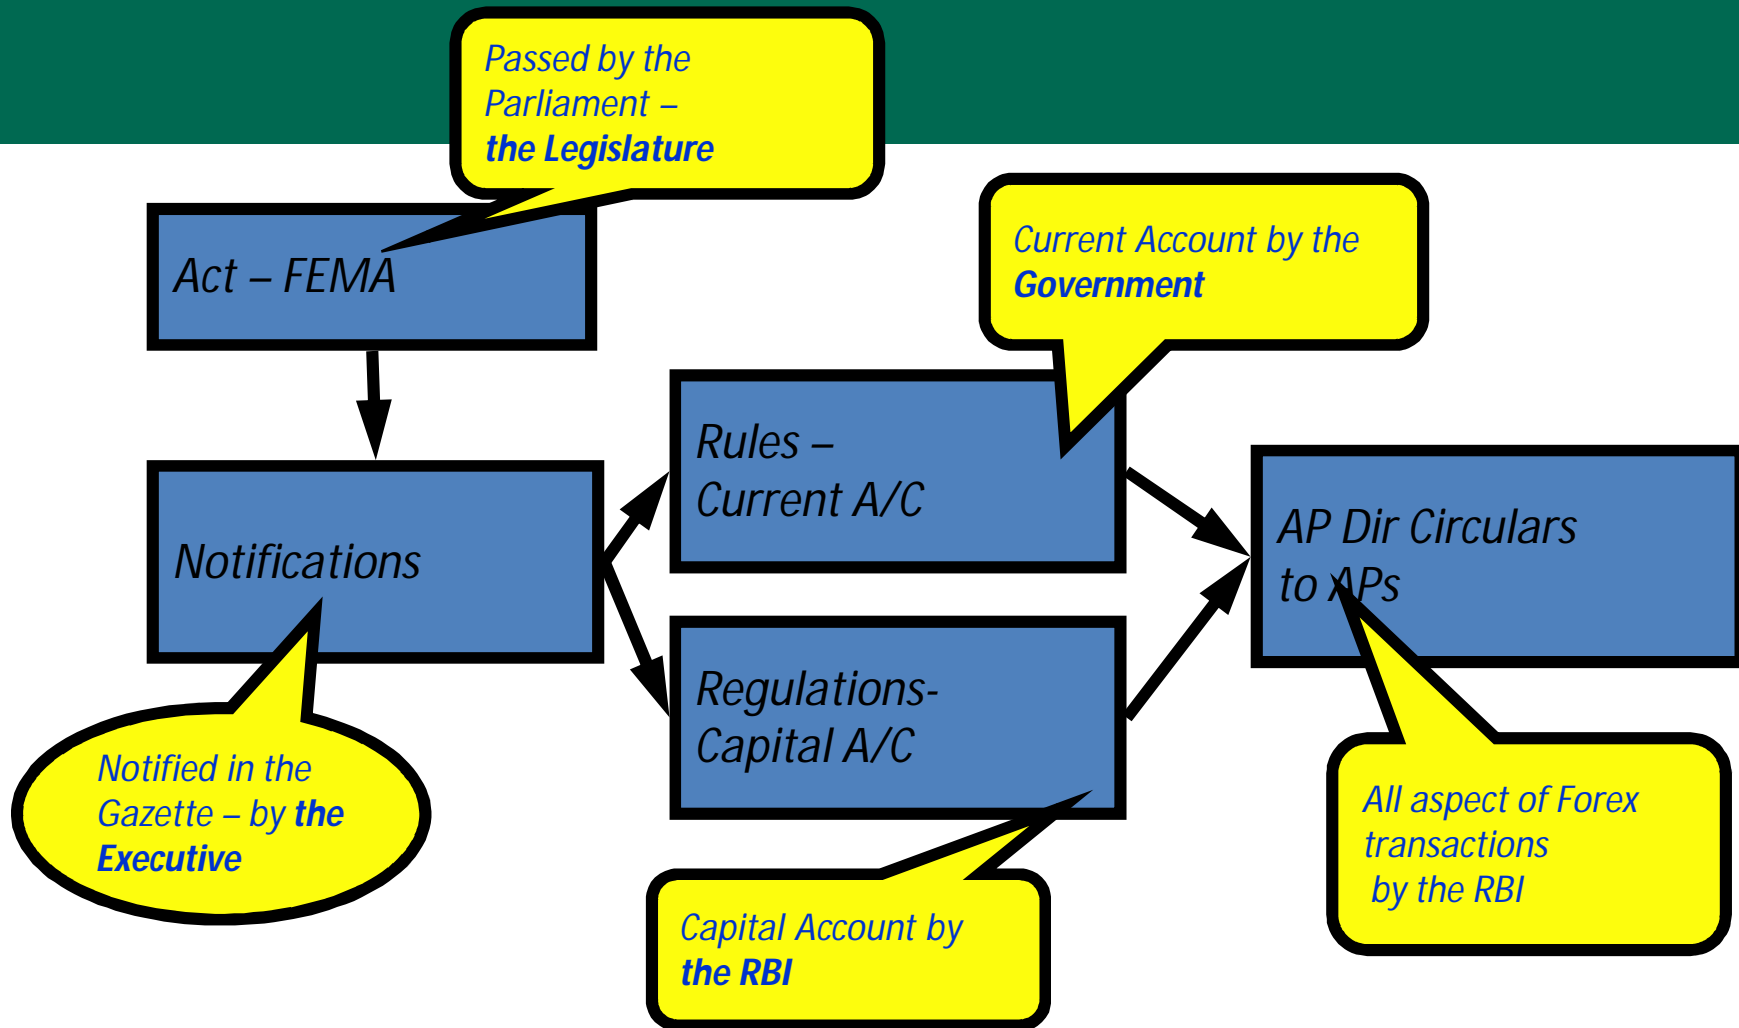 Passed by the
Parliament –
the Legislature
Act – FEMA
Current Account by the
Government
Rules –
Current A/C
Notifications
AP Dir Circulars
to APs
Regulations-
Capital A/C
Notified in the
Gazette – by the
Executive
All aspect of Forex
transactions
by the RBI
Capital Account by
the RBI